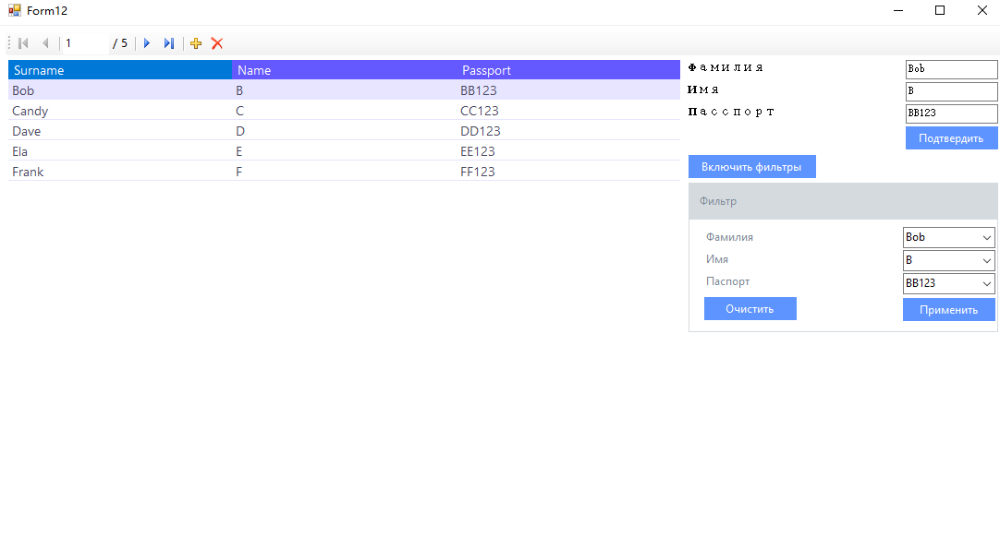 Form12
1 / 5
Surname Name Passport
Bob B BB123
Candy C CC123
Dave D DD123
Ela E EE123
Frank F FF123
Фамилия Bob
Имя B
Пасспорт BB123
Подтвердить
Включить фильтры
Фильтр
Фамилия Bob
Имя B
Паспорт BB123
Очистить Применить